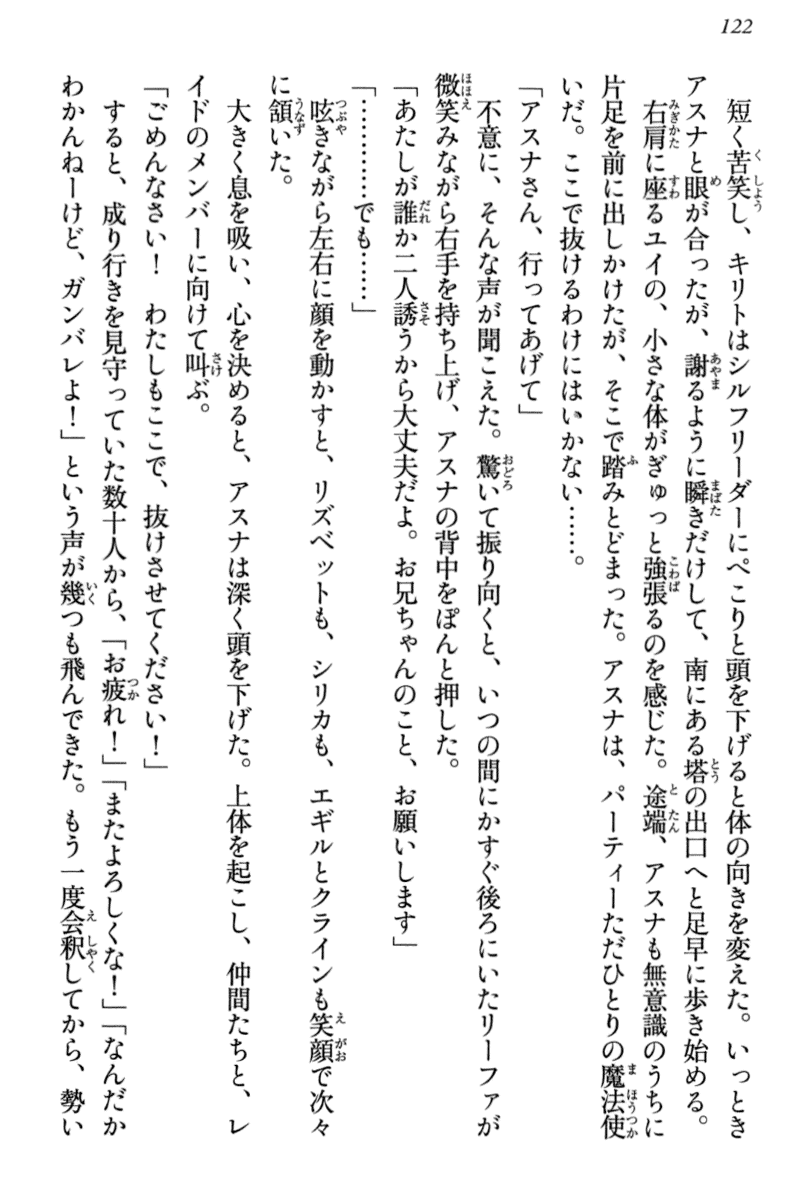 122
短く苦笑し、キリトはシルフリーダーにぺこりと頭を下げると体の向きを変えた。いっとき
アスナと眼が合ったが、謝るように瞬きだけして、南にある塔の出口へと足早に歩き始める。
右肩に座るユイの、小さな体がぎゅっと強張るのを感じた。途端、アスナも無意識のうちに
片足を前に出しかけたが、そこで踏みとどまった。アスナは、パーティーただひとりの魔法使
いだ。ここで抜けるわけにはいかない……。
「アスナさん、行ってあげて」
不意に、そんな声が聞こえた。驚いて振り向くと、いつの間にかすぐ後ろにいたリーファが
微笑みながら右手を持ち上げ、アスナの背中をぽんと押した。
「あたしが誰か二人誘うから大丈夫だよ。お兄ちゃんのこと、お願いします」
「…………でも……」
呟きながら左右に顔を動かすと、リズベットも、シリカも、エギルとクラインも笑顔で次々
に頷いた。
大きく息を吸い、心を決めると、アスナは深く頭を下げた。上体を起こし、仲間たちと、レ
イドのメンバーに向けて叫ぶ。
「ごめんなさい！　わたしもここで、抜けさせてください！」
すると、成り行きを見守っていた数十人から、「お疲れ！」「またよろしくな！」「なんだか
わかんねーけど、ガンバレよ！」という声が幾つも飛んできた。もう一度会釈してから、勢い